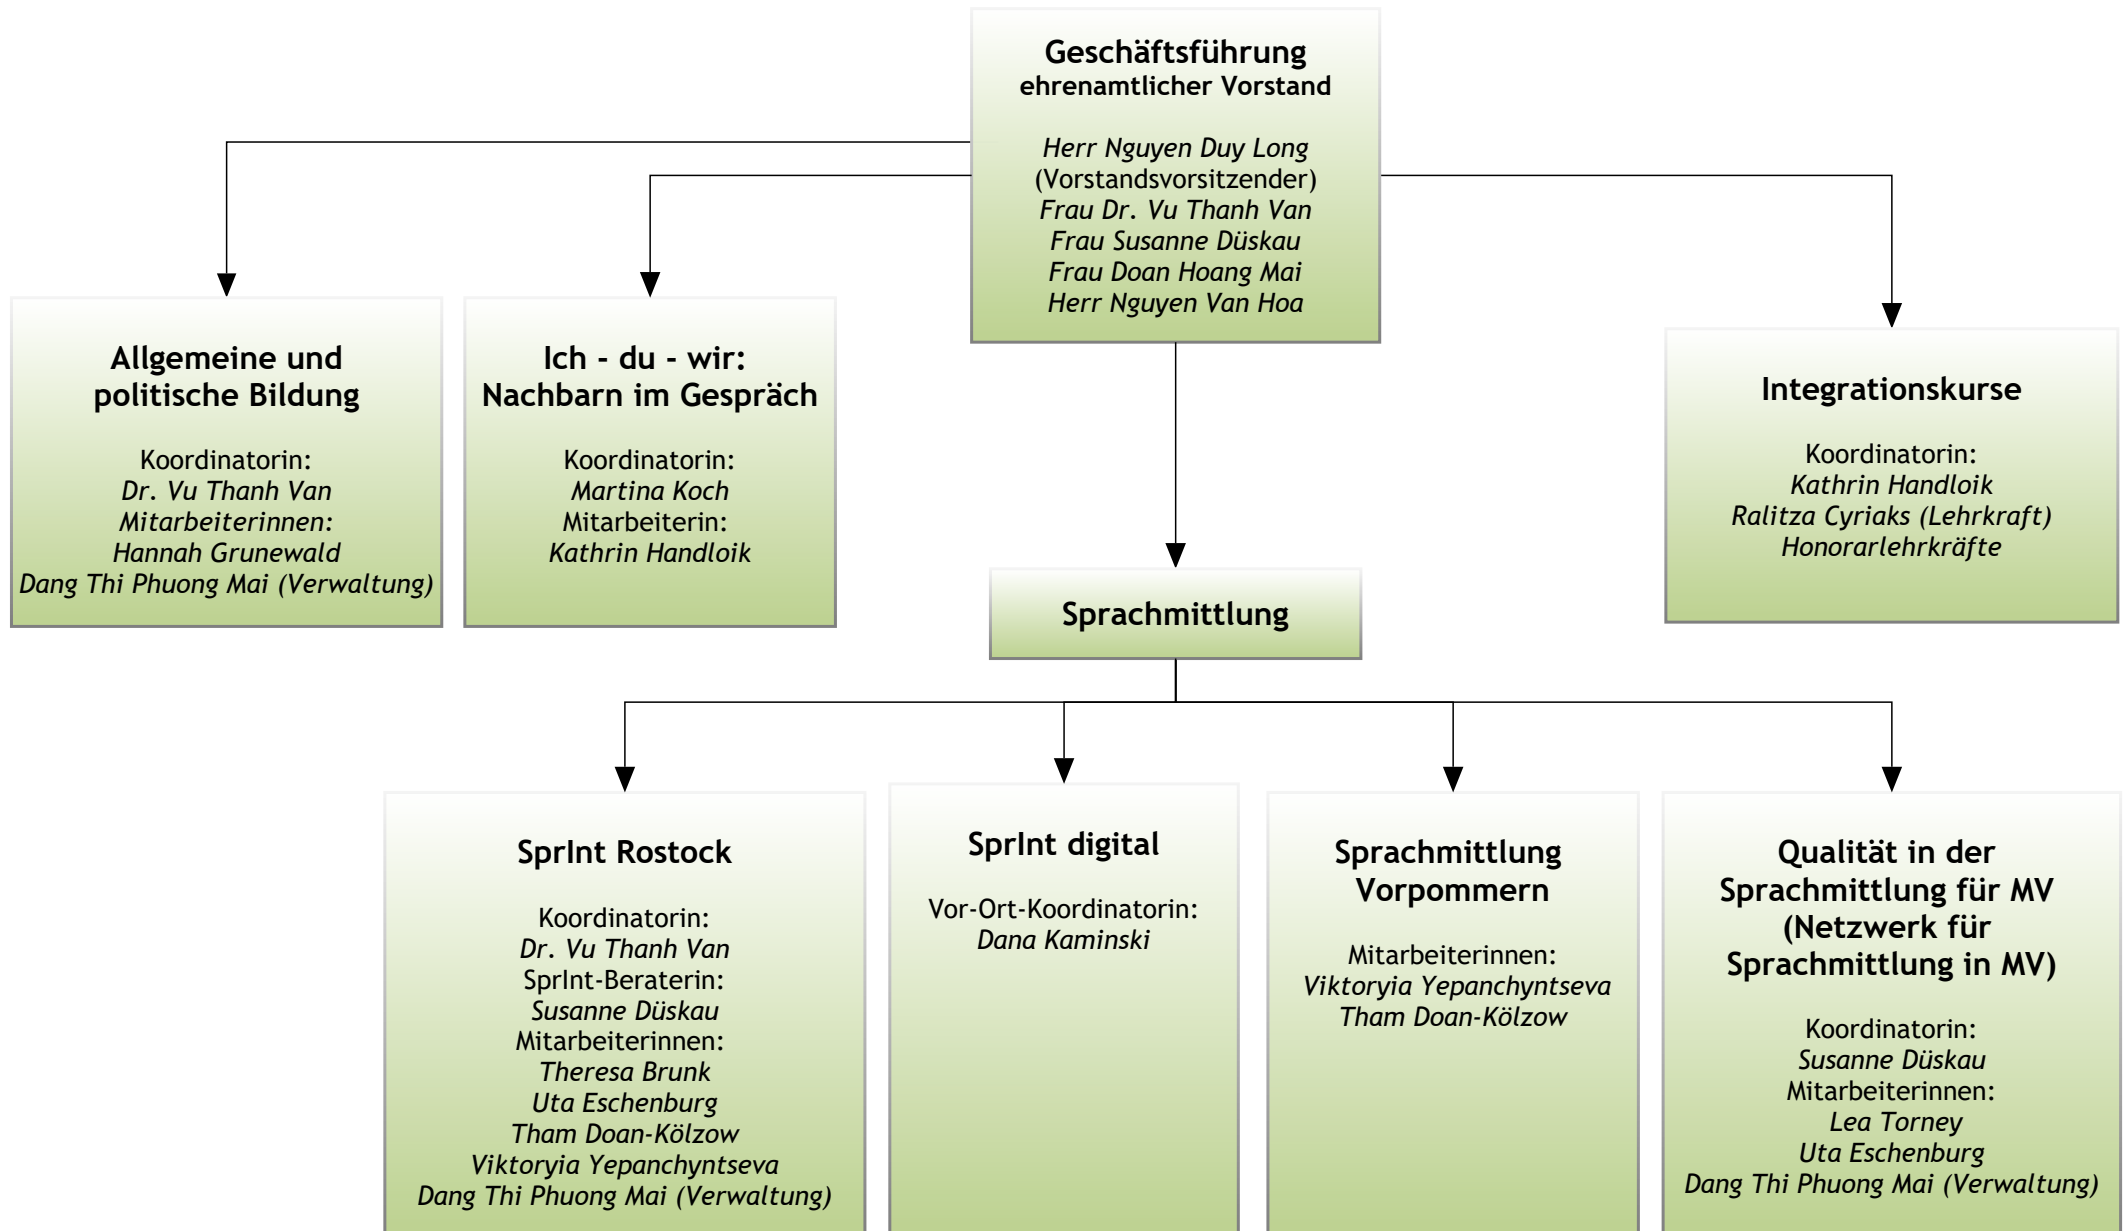 Geschäftsführung
ehrenamtlicher Vorstand
Herr Nguyen Duy Long
(Vorstandsvorsitzender)
Frau Dr. Vu Thanh Van
Frau Susanne Düskau
Frau Doan Hoang Mai
Herr Nguyen Van Hoa
Allgemeine und
politische Bildung
Koordinatorin:
Dr. Vu Thanh Van
Mitarbeiterinnen:
Hannah Grunewald
Dang Thi Phuong Mai (Verwaltung)
Ich - du - wir:
Nachbarn im Gespräch
Koordinatorin:
Martina Koch
Mitarbeiterin:
Kathrin Handloik
Integrationskurse
Koordinatorin:
Kathrin Handloik
Ralitza Cyriaks (Lehrkraft)
Honorarlehrkräfte
Sprachmittlung
SprInt Rostock
Koordinatorin:
Dr. Vu Thanh Van
SprInt-Beraterin:
Susanne Düskau
Mitarbeiterinnen:
Theresa Brunk
Uta Eschenburg
Tham Doan-Kölzow
Viktoryia Yepanchyntseva
Dang Thi Phuong Mai (Verwaltung)
SprInt digital
Vor-Ort-Koordinatorin:
Dana Kaminski
Sprachmittlung
Vorpommern
Mitarbeiterinnen:
Viktoryia Yepanchyntseva
Tham Doan-Kölzow
Qualität in der
Sprachmittlung für MV
(Netzwerk für
Sprachmittlung in MV)
Koordinatorin:
Susanne Düskau
Mitarbeiterinnen:
Lea Torney
Uta Eschenburg
Dang Thi Phuong Mai (Verwaltung)